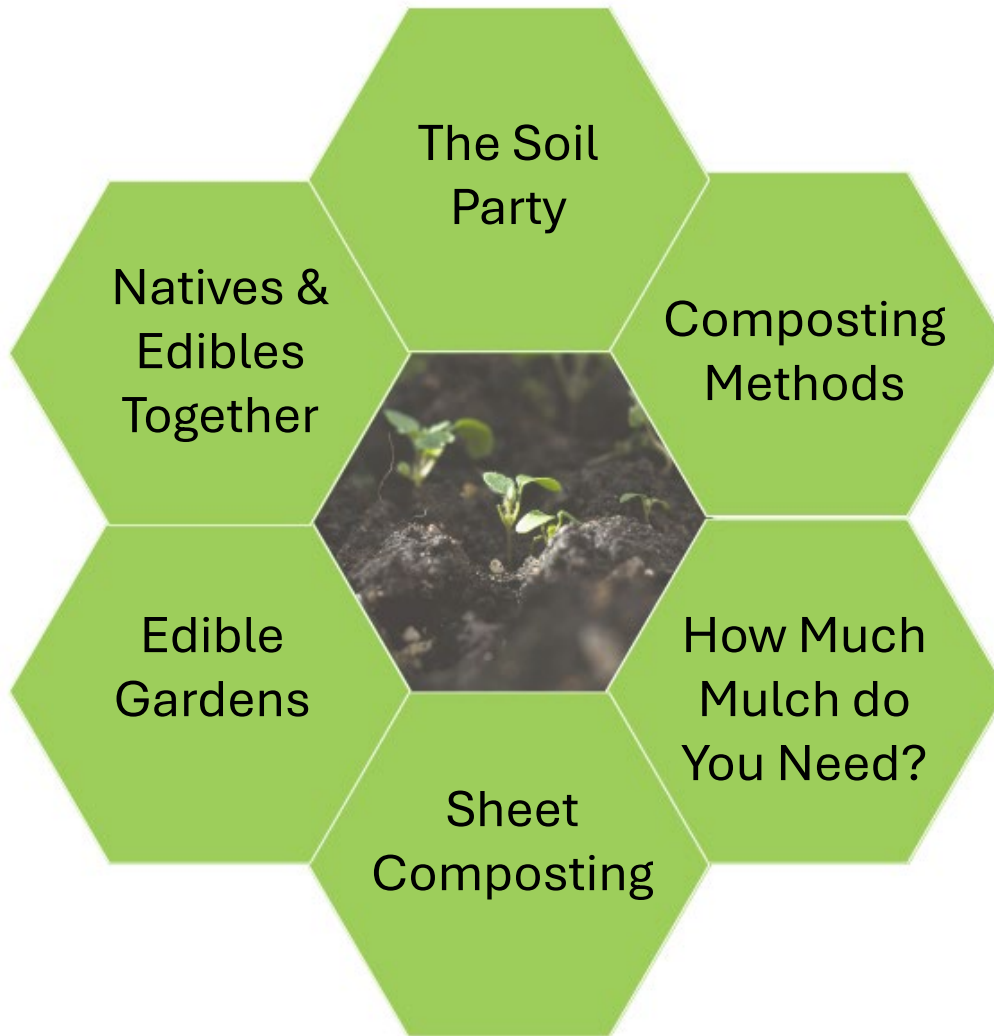 The Soil
Party
Composting
Methods
How Much
Mulch do
You Need?
Sheet
Composting
Edible
Gardens
Natives &
Edibles
Together